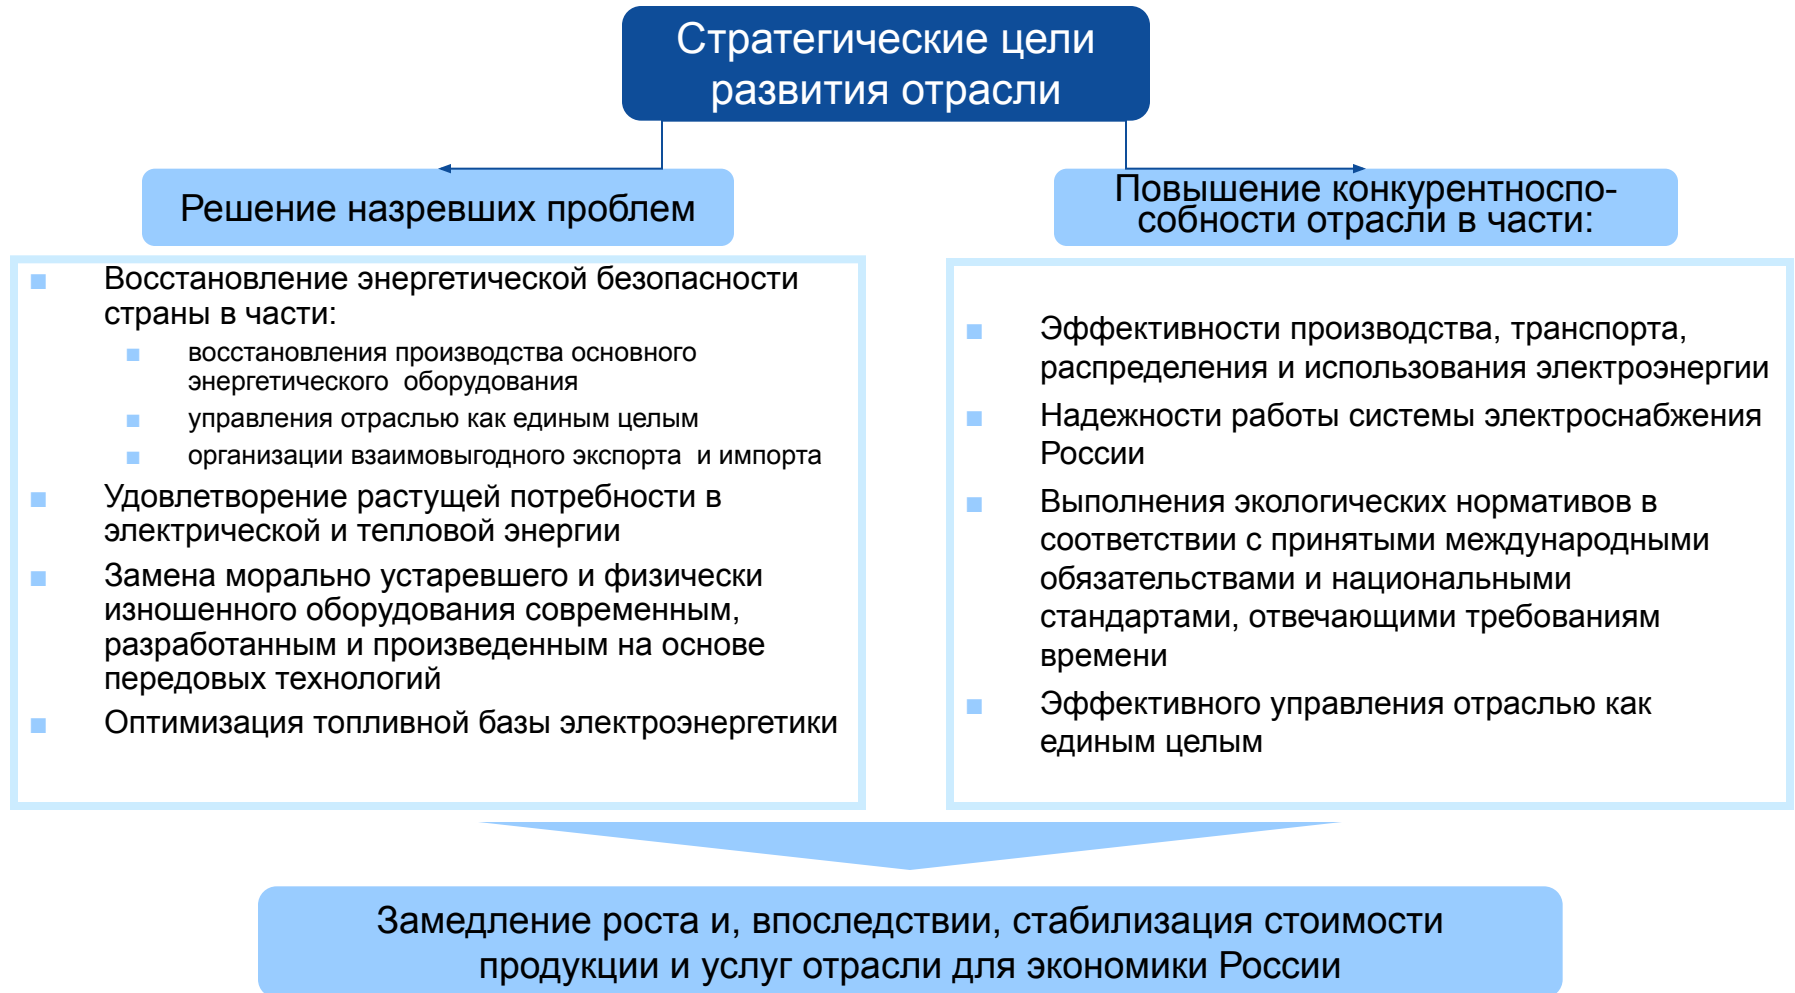 Стратегические цели
развития отрасли
Решение назревших проблем
Восстановление энергетической безопасности
страны в части:
восстановления производства основного
энергетического оборудования
управления отраслью как единым целым
организации взаимовыгодного экспорта и импорта
Удовлетворение растущей потребности в
электрической и тепловой энергии
Замена морально устаревшего и физически
изношенного оборудования современным,
разработанным и произведенным на основе
передовых технологий
Оптимизация топливной базы электроэнергетики
Повышение конкурентноспо-
собности отрасли в части:
Эффективности производства, транспорта,
распределения и использования электроэнергии
Надежности работы системы электроснабжения
России
Выполнения экологических нормативов в
соответствии с принятыми международными
обязательствами и национальными
стандартами, отвечающими требованиям
времени
Эффективного управления отраслью как
единым целым
Замедление роста и, впоследствии, стабилизация стоимости
продукции и услуг отрасли для экономики России